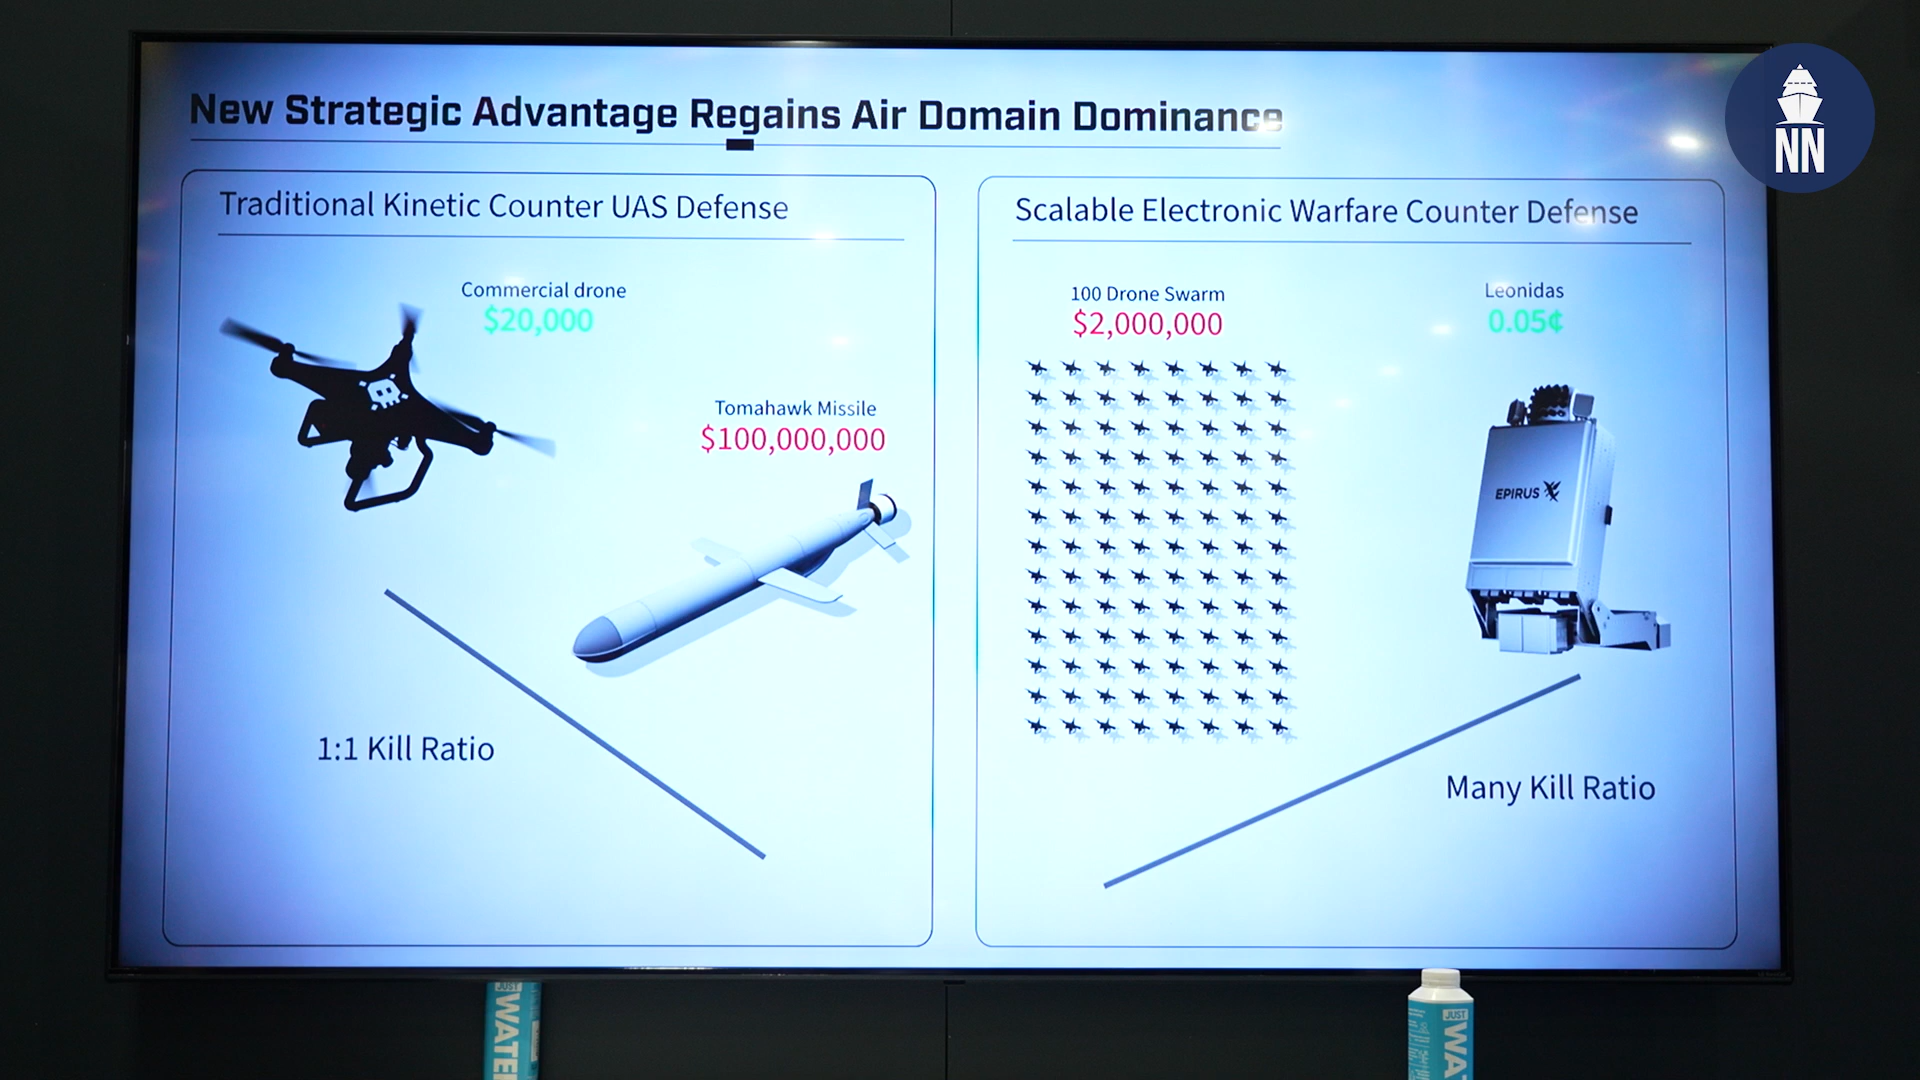 New Strategic Advantage Regains Air Domain Dominance
NN
Traditional Kinetic Counter UAS Defense
Commercial drone
$20,000
Tomahawk Missile
$100,000,000
1:1 Kill Ratio
Scalable Electronic Warfare Counter Defense
100 Drone Swarm
$2,000,000
Leonidas
0.05¢
EPIRUS
Many Kill Ratio
JUST
WATER
JUST
WA